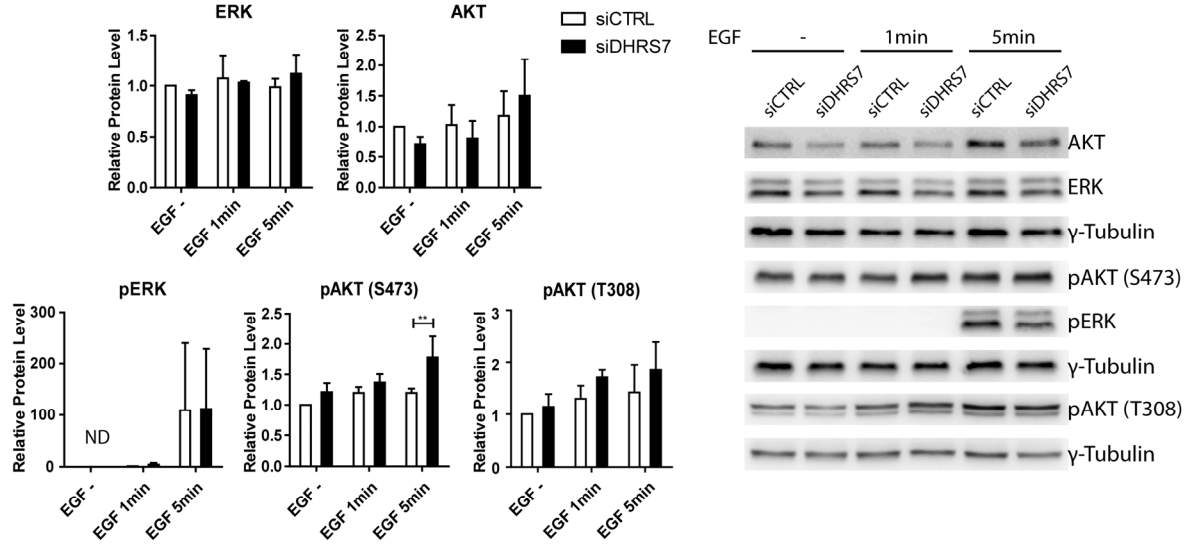 ERK
Relative Protein Level
1.5
1.0
0.5
0.0
EGF -
EGF 1min
EGF 5min
AKT
Relative Protein Level
2.5
2.0
1.5
1.0
0.5
0.0
EGF -
EGF 1min
EGF 5min
siCTRL
siDHRS7
pERK
Relative Protein Level
300
200
100
0
ND
EGF -
EGF 1min
EGF 5min
pAKT (S473)
Relative Protein Level
2.5
2.0
1.5
1.0
0.5
0.0
**
EGF -
EGF 1min
EGF 5min
pAKT (T308)
Relative Protein Level
3
2
1
0
EGF -
EGF 1min
EGF 5min
EGF - 1min 5min
siCTRL siDHRS7 siCTRL siDHRS7 siCTRL siDHRS7
AKT
ERK
γ-Tubulin
pAKT (S473)
pERK
γ-Tubulin
pAKT (T308)
γ-Tubulin